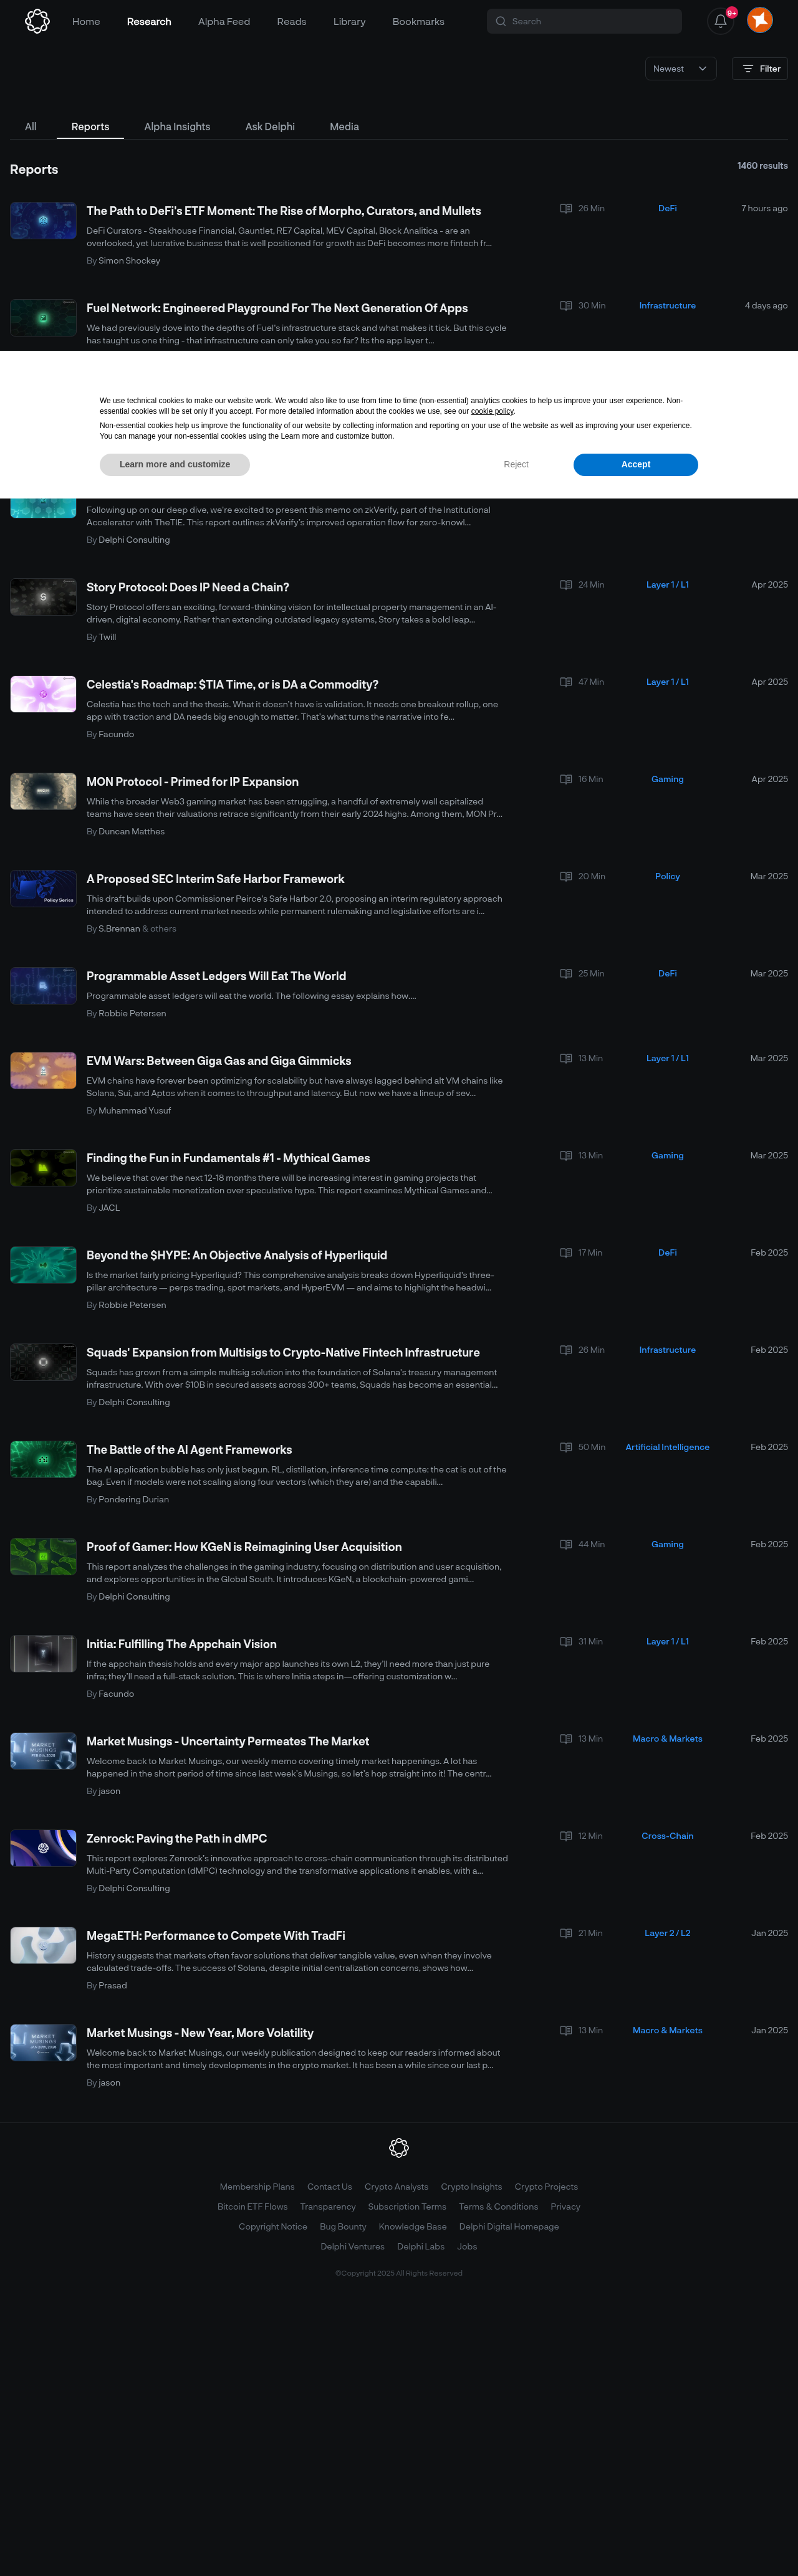 Home Research Alpha Feed Reads Library Bookmarks Search 9+
Newest Filter
All Reports Alpha Insights Ask Delphi Media
Reports 1460 results
The Path to DeFi's ETF Moment: The Rise of Morpho, Curators, and Mullets 26 Min DeFi 7 hours ago
DeFi Curators - Steakhouse Financial, Gauntlet, RE7 Capital, MEV Capital, Block Analitica - are an
overlooked, yet lucrative business that is well positioned for growth as DeFi becomes more fintech fr...
By Simon Shockey
Fuel Network: Engineered Playground For The Next Generation Of Apps 30 Min Infrastructure 4 days ago
We had previously dove into the depths of Fuel's infrastructure stack and what makes it tick. But this cycle
has taught us one thing - that infrastructure can only take you so far? Its the app layer t...
We use technical cookies to make our website work. We would also like to use from time to time (non-essential) analytics cookies to help us improve your user experience. Non-
essential cookies will be set only if you accept. For more detailed information about the cookies we use, see our cookie policy.
Non-essential cookies help us improve the functionality of our website by collecting information and reporting on your use of the website as well as improving your user experience.
You can manage your non-essential cookies using the Learn more and customize button.
Learn more and customize Reject Accept
Following up on our deep dive, we're excited to present this memo on zkVerify, part of the Institutional
Accelerator with TheTIE. This report outlines zkVerify's improved operation flow for zero-knowl...
By Delphi Consulting
Story Protocol: Does IP Need a Chain? 24 Min Layer 1 / L1 Apr 2025
Story Protocol offers an exciting, forward-thinking vision for intellectual property management in an AI-
driven, digital economy. Rather than extending outdated legacy systems, Story takes a bold leap...
By Twill
Celestia's Roadmap: $TIA Time, or is DA a Commodity? 47 Min Layer 1 / L1 Apr 2025
Celestia has the tech and the thesis. What it doesn't have is validation. It needs one breakout rollup, one
app with traction and DA needs big enough to matter. That's what turns the narrative into fe...
By Facundo
MON Protocol - Primed for IP Expansion 16 Min Gaming Apr 2025
While the broader Web3 gaming market has been struggling, a handful of extremely well capitalized
teams have seen their valuations retrace significantly from their early 2024 highs. Among them, MON Pr...
By Duncan Matthes
Policy Series
A Proposed SEC Interim Safe Harbor Framework 20 Min Policy Mar 2025
This draft builds upon Commissioner Peirce's Safe Harbor 2.0, proposing an interim regulatory approach
intended to address current market needs while permanent rulemaking and legislative efforts are i...
By S.Brennan & others
Programmable Asset Ledgers Will Eat The World 25 Min DeFi Mar 2025
Programmable asset ledgers will eat the world. The following essay explains how....
By Robbie Petersen
EVM Wars: Between Giga Gas and Giga Gimmicks 13 Min Layer 1 / L1 Mar 2025
EVM chains have forever been optimizing for scalability but have always lagged behind alt VM chains like
Solana, Sui, and Aptos when it comes to throughput and latency. But now we have a lineup of sev...
By Muhammad Yusuf
Finding the Fun in Fundamentals #1 - Mythical Games 13 Min Gaming Mar 2025
We believe that over the next 12-18 months there will be increasing interest in gaming projects that
prioritize sustainable monetization over speculative hype. This report examines Mythical Games and...
By JACL
Beyond the $HYPE: An Objective Analysis of Hyperliquid 17 Min DeFi Feb 2025
Is the market fairly pricing Hyperliquid? This comprehensive analysis breaks down Hyperliquid's three-
pillar architecture — perps trading, spot markets, and HyperEVM — and aims to highlight the headwi...
By Robbie Petersen
Squads' Expansion from Multisigs to Crypto-Native Fintech Infrastructure 26 Min Infrastructure Feb 2025
Squads has grown from a simple multisig solution into the foundation of Solana's treasury management
infrastructure. With over $10B in secured assets across 300+ teams, Squads has become an essential...
By Delphi Consulting
The Battle of the AI Agent Frameworks 50 Min Artificial Intelligence Feb 2025
The AI application bubble has only just begun. RL, distillation, inference time compute: the cat is out of the
bag. Even if models were not scaling along four vectors (which they are) and the capabili...
By Pondering Durian
Proof of Gamer: How KGeN is Reimagining User Acquisition 44 Min Gaming Feb 2025
This report analyzes the challenges in the gaming industry, focusing on distribution and user acquisition,
and explores opportunities in the Global South. It introduces KGeN, a blockchain-powered gami...
By Delphi Consulting
Initia: Fulfilling The Appchain Vision 31 Min Layer 1 / L1 Feb 2025
If the appchain thesis holds and every major app launches its own L2, they'll need more than just pure
infra; they'll need a full-stack solution. This is where Initia steps in—offering customization w...
By Facundo
MARKET
MUSINGS
Market Musings - Uncertainty Permeates The Market 13 Min Macro & Markets Feb 2025
Welcome back to Market Musings, our weekly memo covering timely market happenings. A lot has
happened in the short period of time since last week's Musings, so let's hop straight into it! The centr...
By jason
Zenrock: Paving the Path in dMPC 12 Min Cross-Chain Feb 2025
This report explores Zenrock's innovative approach to cross-chain communication through its distributed
Multi-Party Computation (dMPC) technology and the transformative applications it enables, with a...
By Delphi Consulting
MegaETH: Performance to Compete With TradFi 21 Min Layer 2 / L2 Jan 2025
History suggests that markets often favor solutions that deliver tangible value, even when they involve
calculated trade-offs. The success of Solana, despite initial centralization concerns, shows how...
By Prasad
MARKET
MUSINGS
Market Musings - New Year, More Volatility 13 Min Macro & Markets Jan 2025
Welcome back to Market Musings, our weekly publication designed to keep our readers informed about
the most important and timely developments in the crypto market. It has been a while since our last p...
By jason
Membership Plans Contact Us Crypto Analysts Crypto Insights Crypto Projects
Bitcoin ETF Flows Transparency Subscription Terms Terms & Conditions Privacy
Copyright Notice Bug Bounty Knowledge Base Delphi Digital Homepage
Delphi Ventures Delphi Labs Jobs
©Copyright 2025 All Rights Reserved